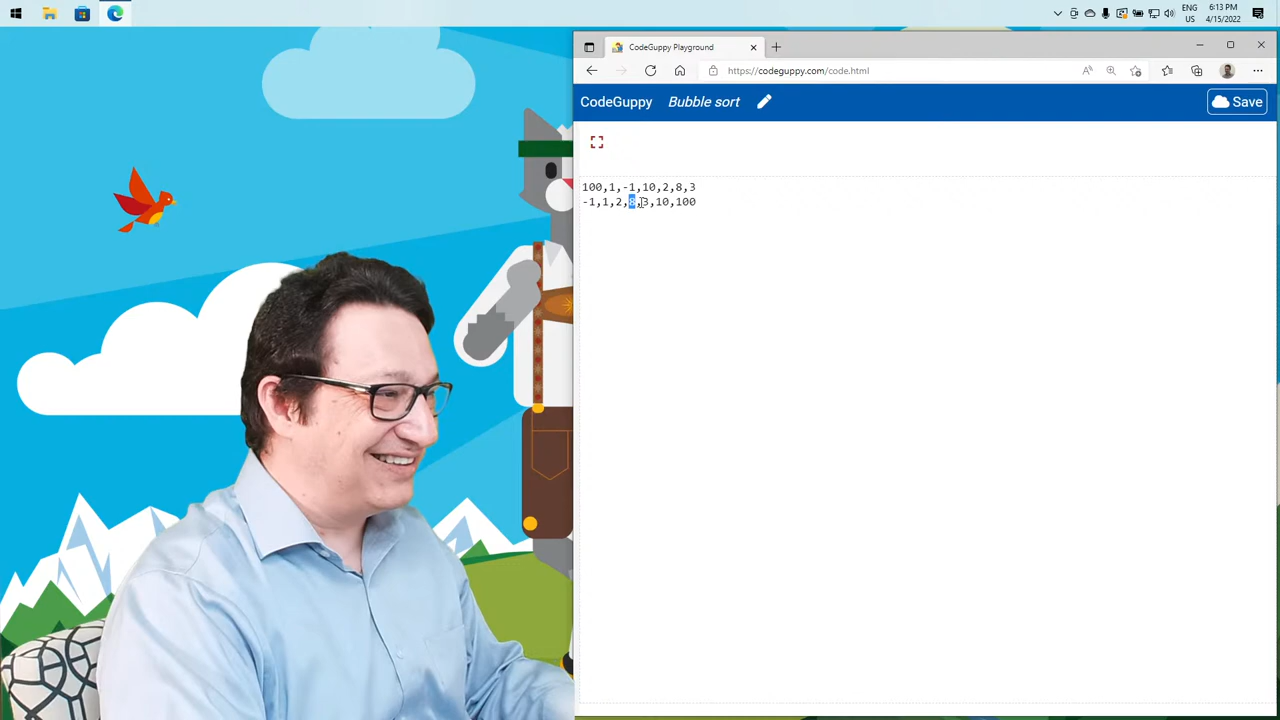 ENG
US
6:13 PM
4/15/2022
CodeGuppy Playground
https://codeguppy.com/code.html
CodeGuppy
Bubble sort
Save
100,1,-1,10,2,8,3
-1,1,2,8,3,10,100